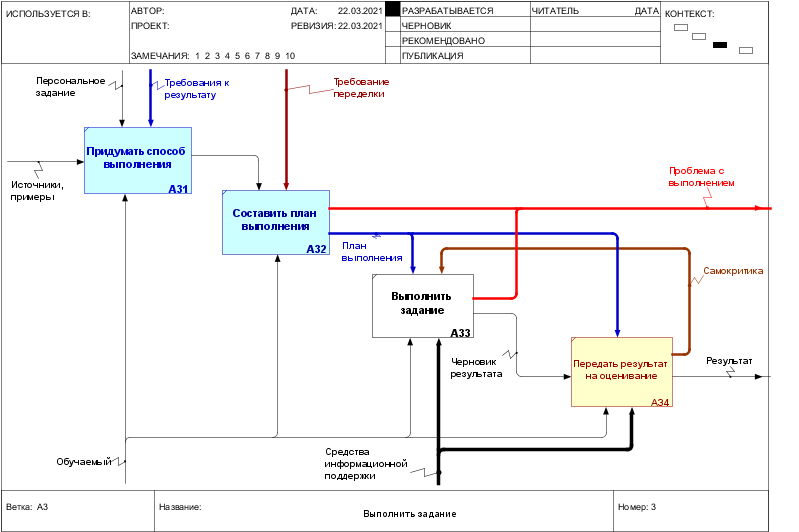 ИСПОЛЬЗУЕТСЯ В:
АВТОР:
ДАТА: 22.03.2021
РАЗРАБАТЫВАЕТСЯ
ЧИТАТЕЛЬ
ДАТА
КОНТЕКСТ:
ПРОЕКТ:
РЕВИЗИЯ: 22.03.2021
ЧЕРНОВИК
РЕКОМЕНДОВАНО
ЗАМЕЧАНИЯ: 1 2 3 4 5 6 7 8 9 10
ПУБЛИКАЦИЯ
Персональное
задание
Требования к
результату
Требование
переделки
Придумать способ
выполнения
A31
Источники,
примеры
Проблема с
выполнением
Составить план
выполнения
A32
План
выполнения
Самокритика
Выполнить
задание
A33
Черновик
результата
Передать результат
на оценивание
A34
Результат
Обучаемый
Средства
информационной
поддержки
Ветка: A3
Название:
Выполнить задание
Номер: 3